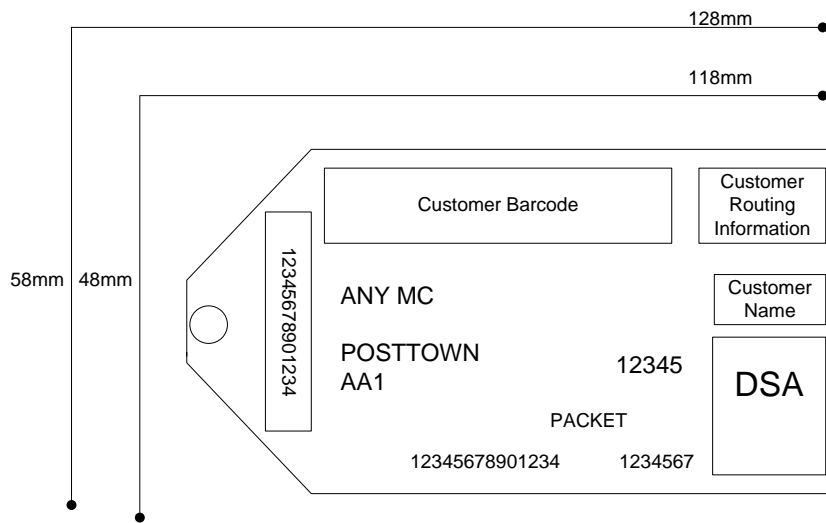 128mm
118mm
58mm
48mm
Customer Barcode
Customer
Routing
Information
12345678901234
ANY MC
Customer
Name
POSTTOWN
AA1
12345
DSA
PACKET
12345678901234
1234567